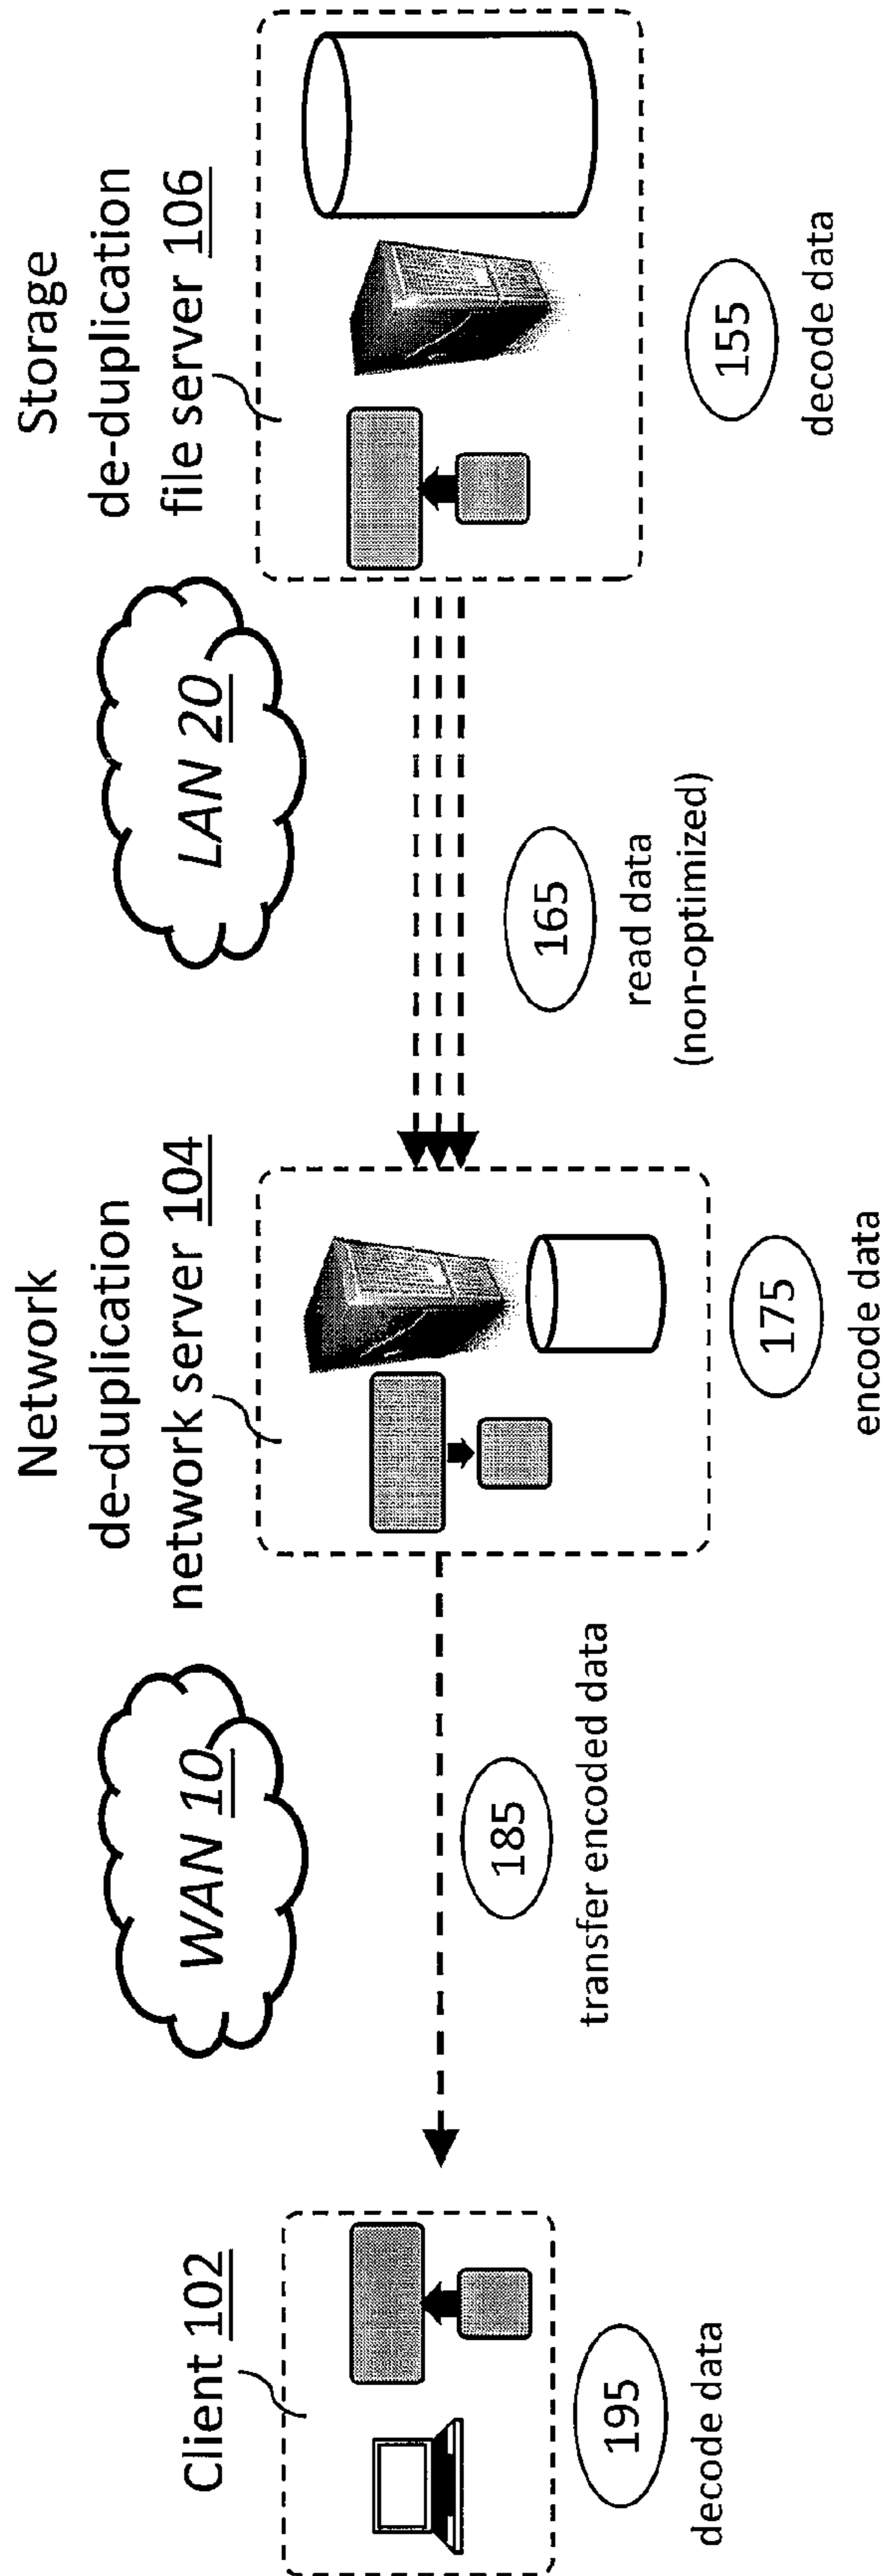 Client 102
WAN 10
Network
de-duplication
network server 104
LAN 20
Storage
de-duplication
file server 106
195
decode data
185
transfer encoded data
175
encode data
165
read data
(non-optimized)
155
decode data